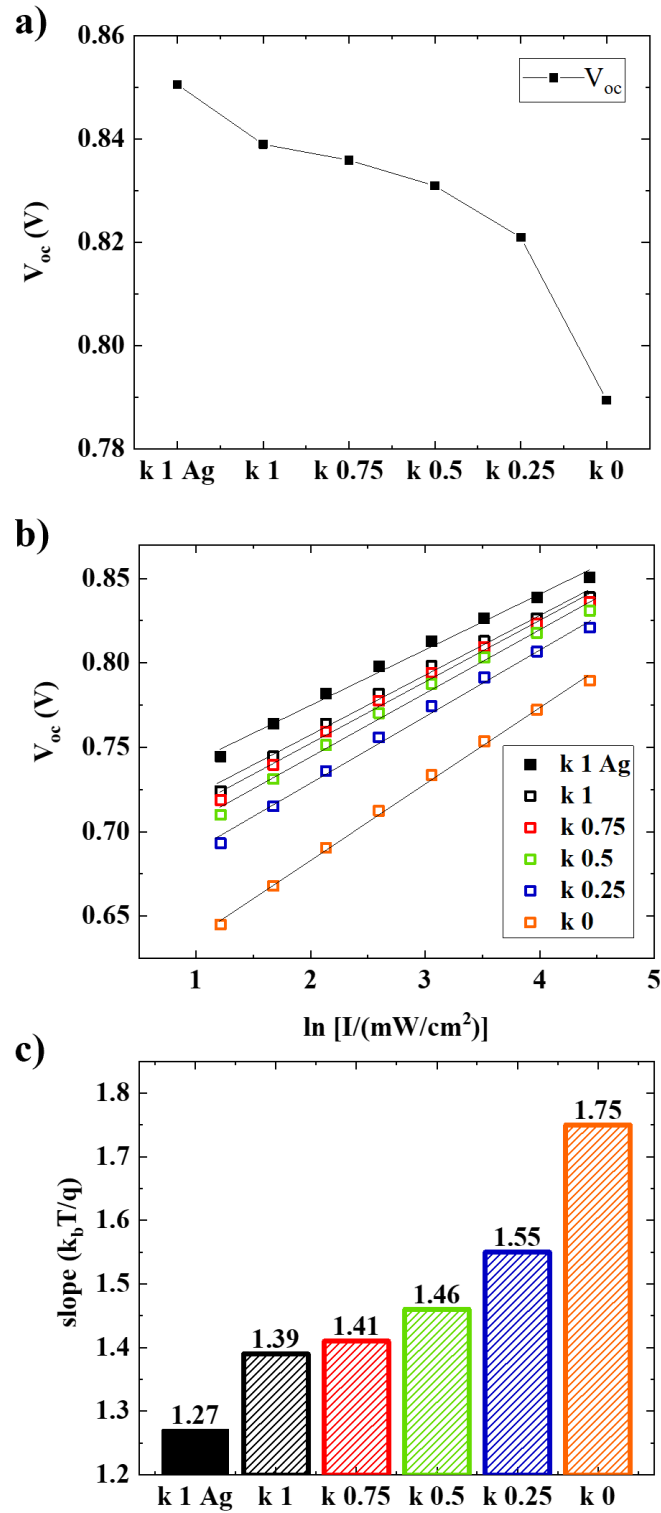 a)
0.86
0.84
0.82
0.80
0.78
V_oc (V)
V_oc
k 1 Ag k 1 k 0.75 k 0.5 k 0.25 k 0
b)
0.85
0.80
0.75
0.70
0.65
V_oc (V)
k 1 Ag
k 1
k 0.75
k 0.5
k 0.25
k 0
1 2 3 4 5
ln [I/(mW/cm²)]
c)
1.8
1.7
1.6
1.5
1.4
1.3
1.2
slope (k_bT/q)
1.27
1.39
1.41
1.46
1.55
1.75
k 1 Ag k 1 k 0.75 k 0.5 k 0.25 k 0